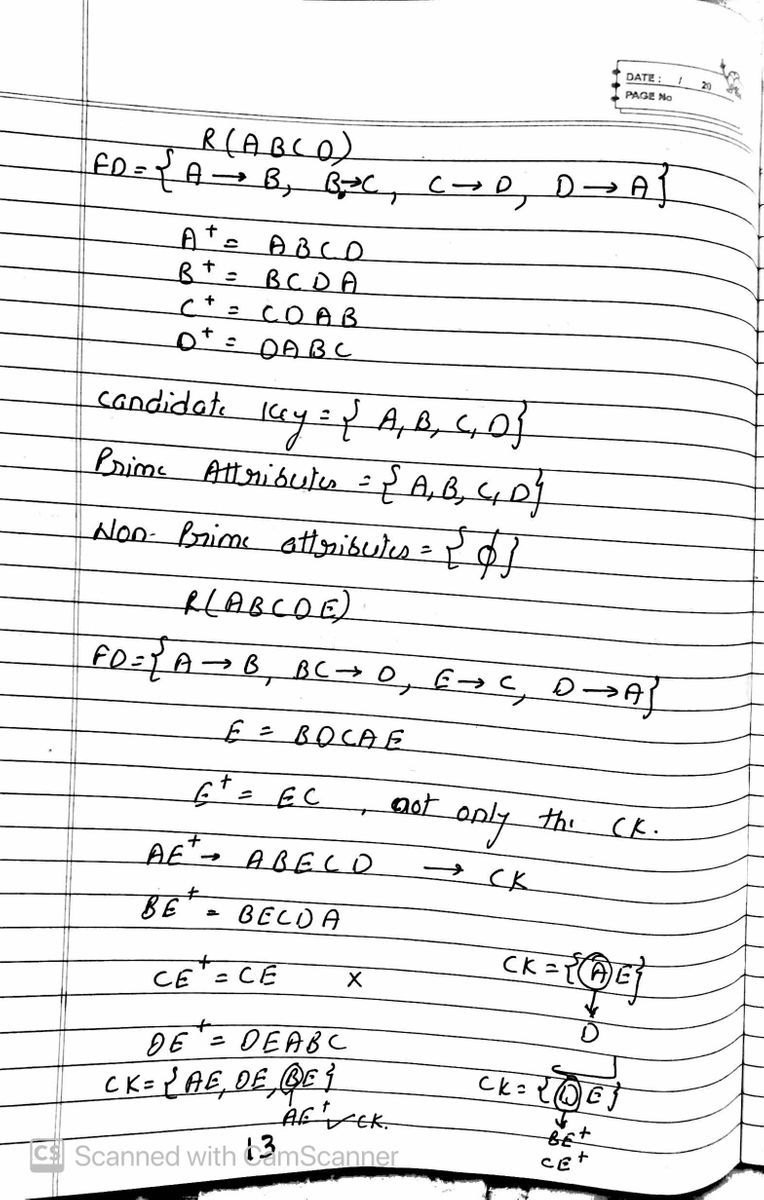 DATE: / 20
PAGE No
R(ABCD)
FD = { A → B, B→C, C → D, D → A }
A+ = ABCD
B+ = BCDA
C+ = CDAB
D+ = DABC
Candidate Key = { A, B, C, D }
Prime Attributes = { A, B, C, D }
Non-Prime attributes = { ϕ }
R(ABCDE)
FD = { A → B, BC → D, E → C, D → A }
E = BDCAE
E+ = EC , not only the CK.
AE+ → ABECD → CK
BE+ = BECDA
CE+ = CE X CK = { A E }
D
DE+ = DEABC
CK = { AE, DE, BE } CK = { D E }
AE+ ✓ CK. BE+
CE+
13
CS Scanned with CamScanner